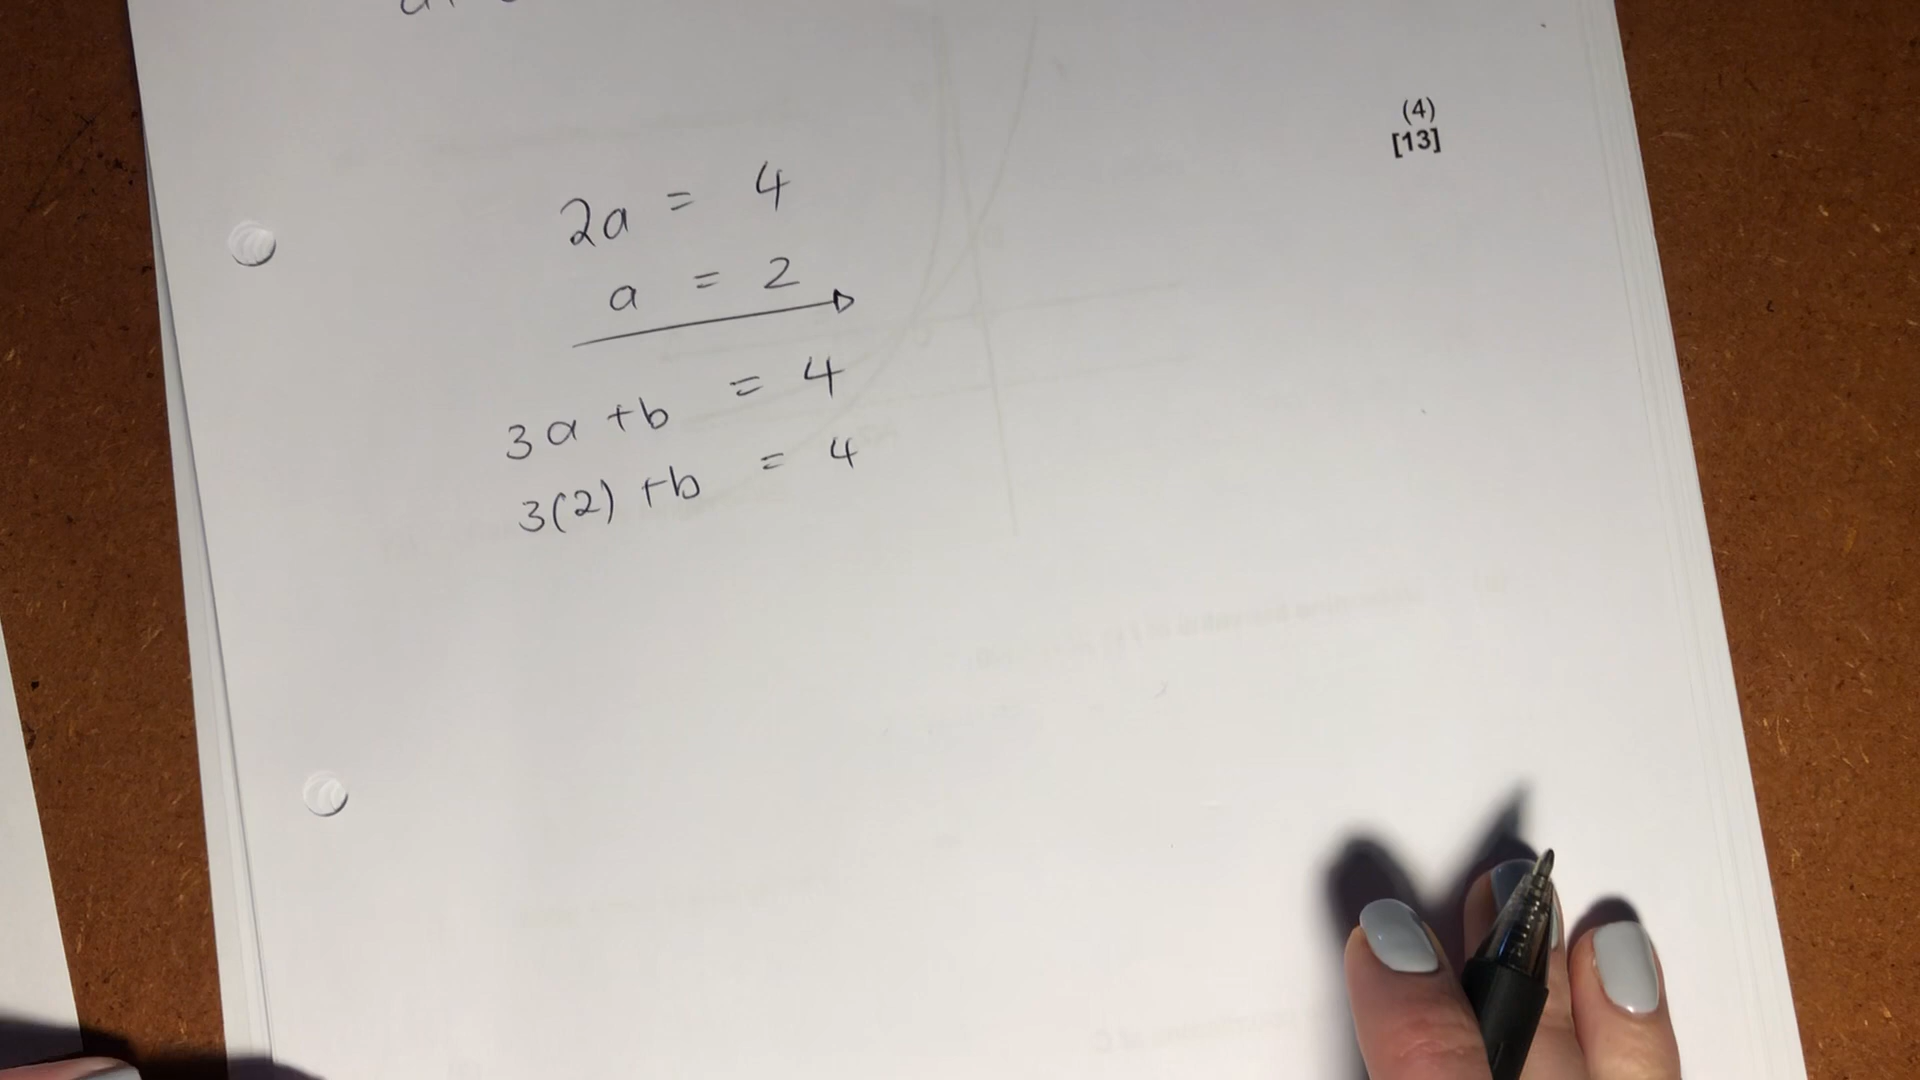 (4)
[13]
2a = 4
a = 2
3a + b = 4
3(2) + b = 4